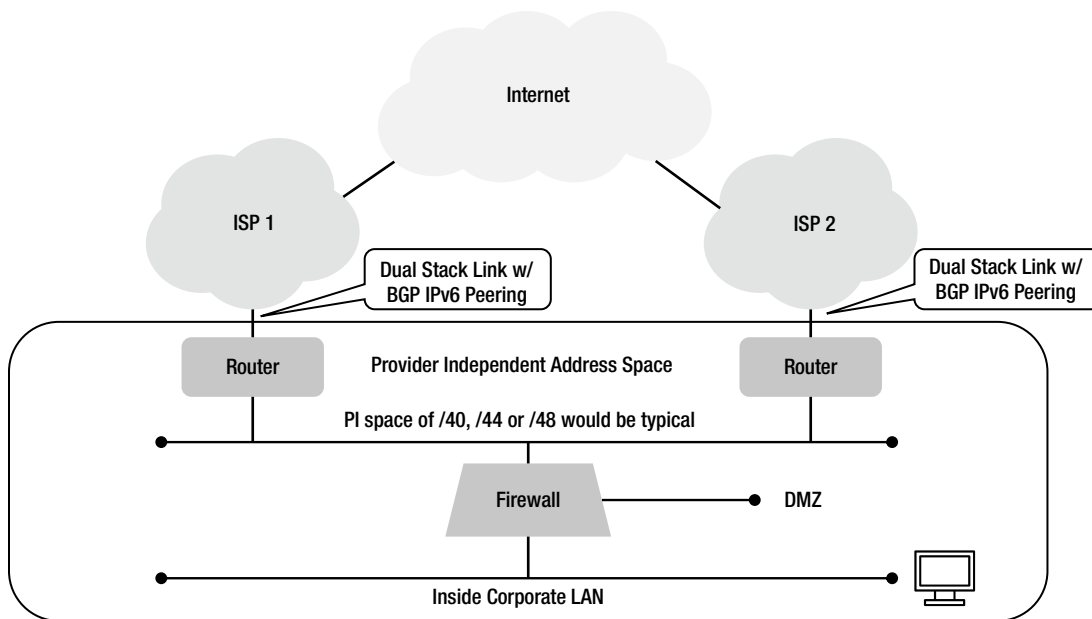 Internet
ISP 1
ISP 2
Dual Stack Link w/
BGP IPv6 Peering
Dual Stack Link w/
BGP IPv6 Peering
Router
Provider Independent Address Space
Router
PI space of /40, /44 or /48 would be typical
Firewall
DMZ
Inside Corporate LAN